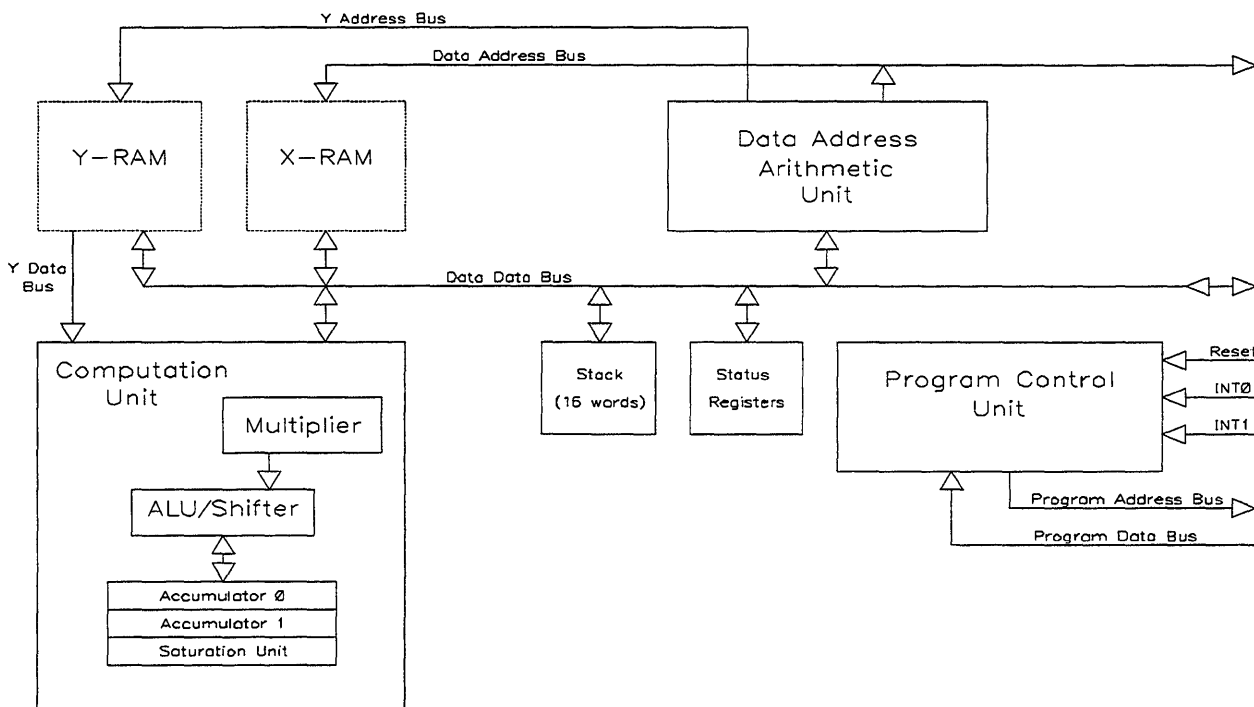 Y Address Bus
Data Address Bus
Y-RAM
X-RAM
Data Address
Arithmetic
Unit
Y Data
Bus
Data Data Bus
Computation
Unit
Multiplier
ALU/Shifter
Accumulator 0
Accumulator 1
Saturation Unit
Stack
(16 words)
Status
Registers
Program Control
Unit
Reset
INT0
INT1
Program Address Bus
Program Data Bus